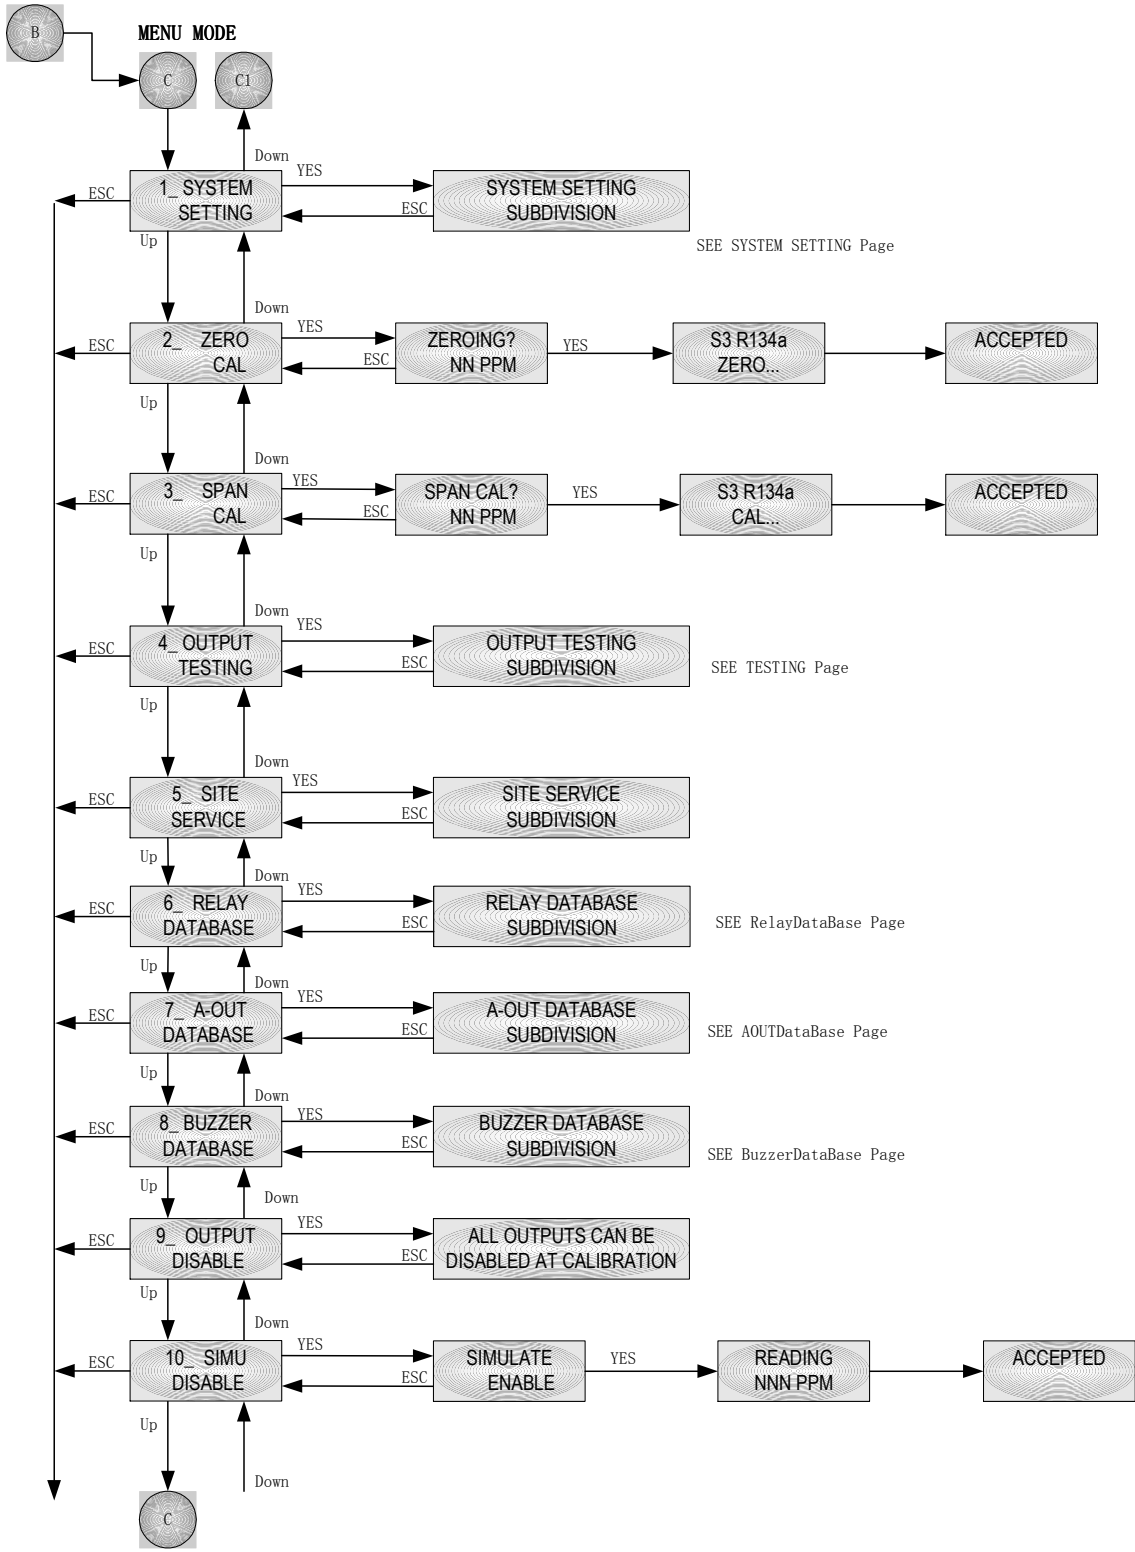 B
MENU MODE
C
C1
Down
YES
ESC
1_ SYSTEM
SETTING
SYSTEM SETTING
SUBDIVISION
ESC
Up
SEE SYSTEM SETTING Page
Down
YES
ESC
2_ ZERO
CAL
ESC
ZEROING?
NN PPM
YES
S3 R134a
ZERO...
ACCEPTED
Up
Down
YES
ESC
3_ SPAN
CAL
ESC
SPAN CAL?
NN PPM
YES
S3 R134a
CAL...
ACCEPTED
Up
Down
YES
ESC
4_ OUTPUT
TESTING
ESC
OUTPUT TESTING
SUBDIVISION
SEE TESTING Page
Up
Down
YES
ESC
5_ SITE
SERVICE
ESC
SITE SERVICE
SUBDIVISION
Up
Down
YES
ESC
6_ RELAY
DATABASE
ESC
RELAY DATABASE
SUBDIVISION
SEE RelayDataBase Page
Up
Down
YES
ESC
7_ A-OUT
DATABASE
ESC
A-OUT DATABASE
SUBDIVISION
SEE AOUTDataBase Page
Up
Down
YES
ESC
8_ BUZZER
DATABASE
ESC
BUZZER DATABASE
SUBDIVISION
SEE BuzzerDataBase Page
Up
Down
YES
ESC
9_ OUTPUT
DISABLE
ESC
ALL OUTPUTS CAN BE
DISABLED AT CALIBRATION
Up
Down
YES
ESC
10_ SIMU
DISABLE
ESC
SIMULATE
ENABLE
YES
READING
NNN PPM
ACCEPTED
Up
Down
C